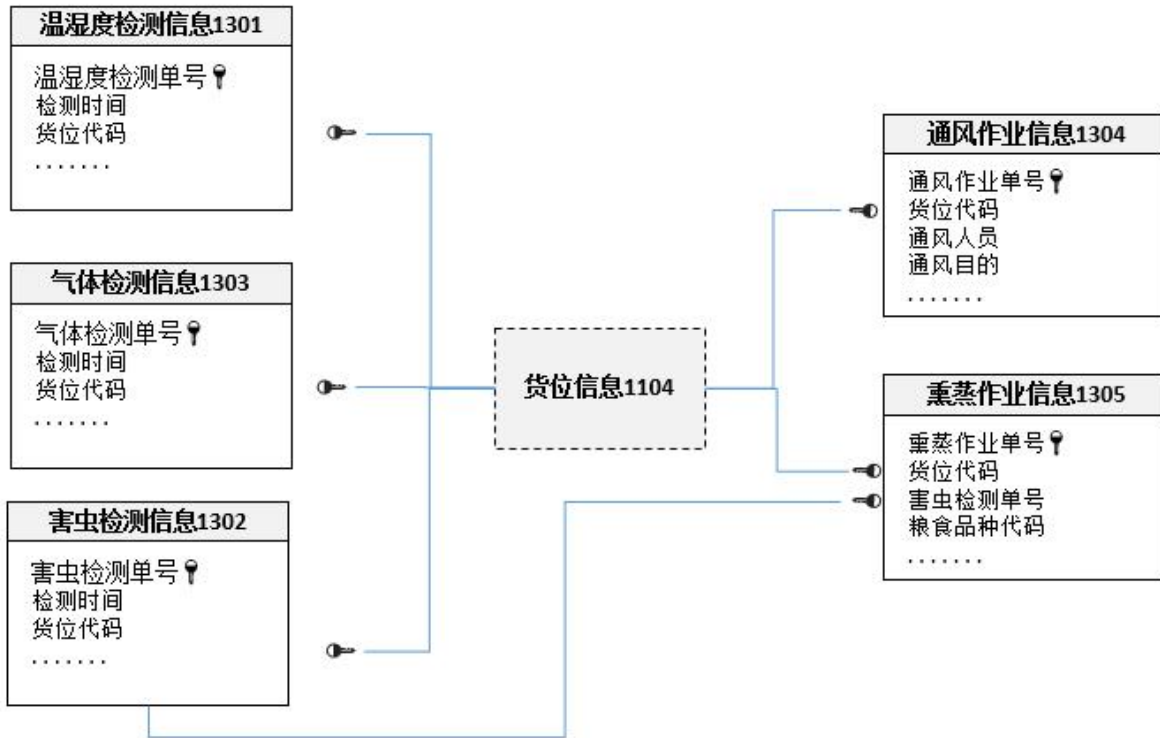 温湿度检测信息1301
温湿度检测单号
检测时间
货位代码
.......
气体检测信息1303
气体检测单号
检测时间
货位代码
.......
害虫检测信息1302
害虫检测单号
检测时间
货位代码
.......
货位信息1104
通风作业信息1304
通风作业单号
货位代码
通风人员
通风目的
.......
熏蒸作业信息1305
熏蒸作业单号
货位代码
害虫检测单号
粮食品种代码
.......